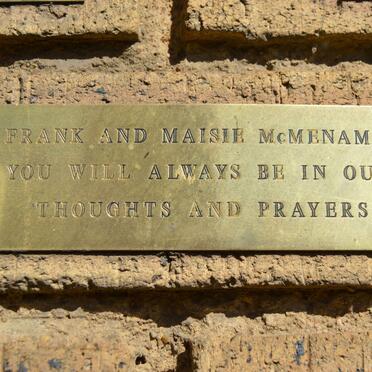 FRANK AND MAISIE McMENAM
YOU WILL ALWAYS BE IN OU
THOUGHTS AND PRAYERS